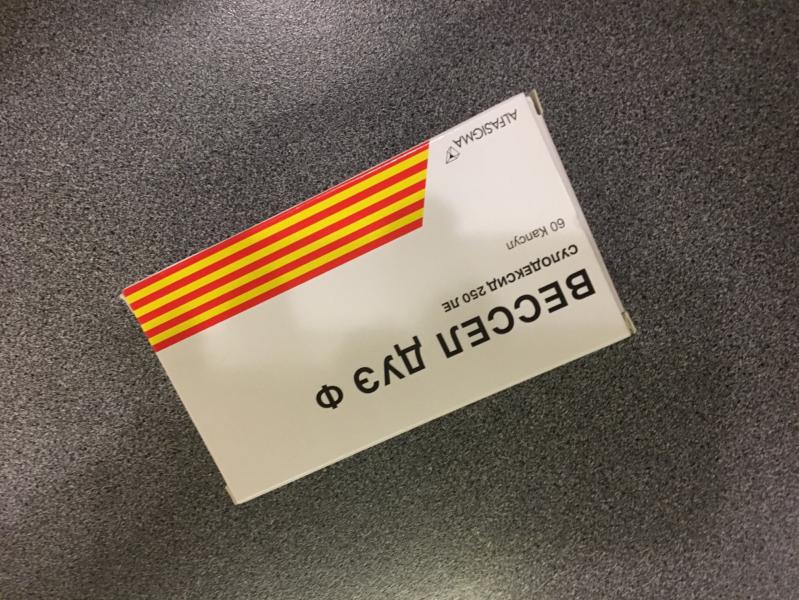 ВЕССЕЛ ДУЭ Ф
СУЛОДЕКСИД 250 ЛЕ
60 Капсул
ALFASIGMA